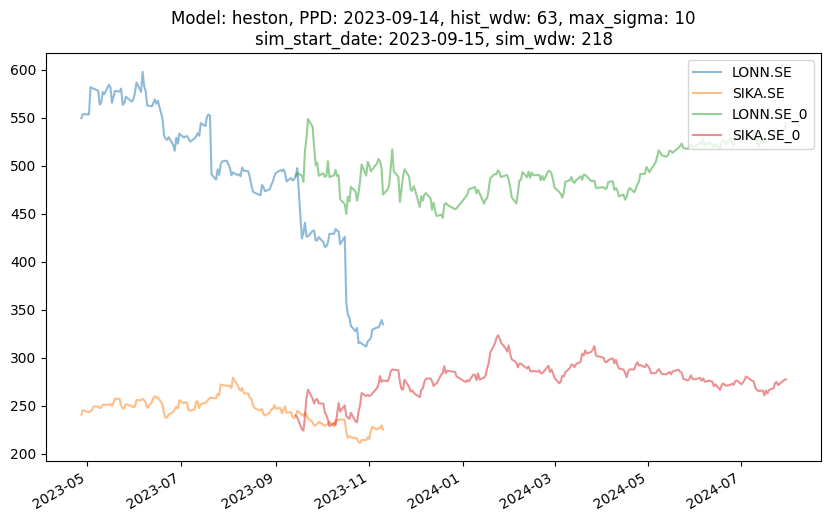 Model: heston, PPD: 2023-09-14, hist_wdw: 63, max_sigma: 10
sim_start_date: 2023-09-15, sim_wdw: 218
LONN.SE
SIKA.SE
LONN.SE_0
SIKA.SE_0
600
550
500
450
400
350
300
250
200
2023-05
2023-07
2023-09
2023-11
2024-01
2024-03
2024-05
2024-07